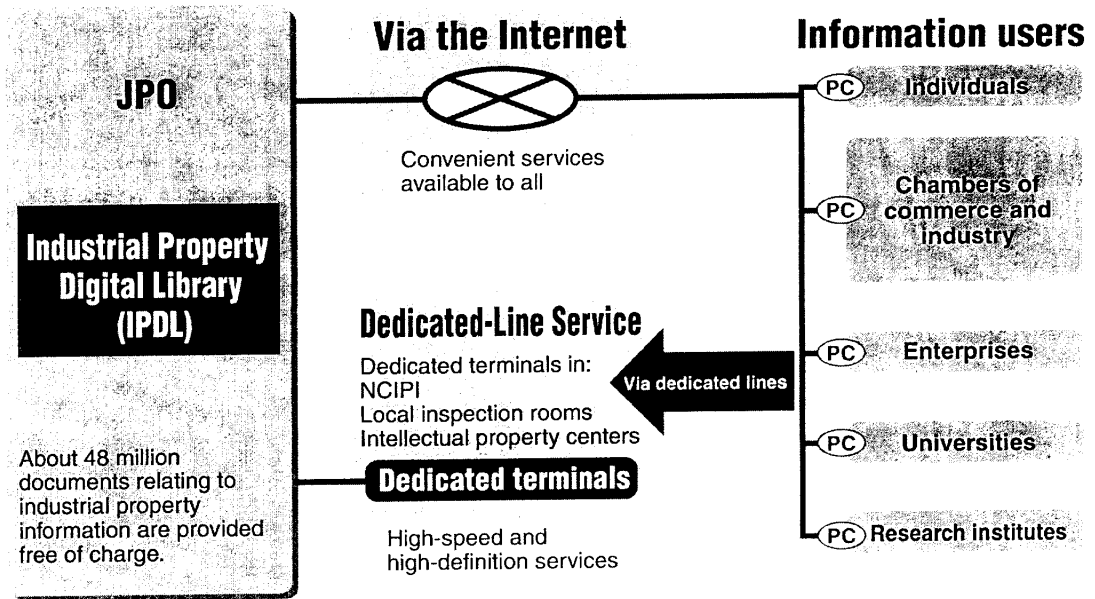 JPO
Industrial Property
Digital Library
(IPDL)
About 48 million
documents relating to
industrial property
information are provided
free of charge.
Via the Internet
Convenient services
available to all
Dedicated-Line Service
Dedicated terminals in:
NCIPI
Local inspection rooms
Intellectual property centers
Dedicated terminals
High-speed and
high-definition services
Via dedicated lines
Information users
PC Individuals
PC Chambers of
commerce and
industry
PC Enterprises
PC Universities
PC Research institutes